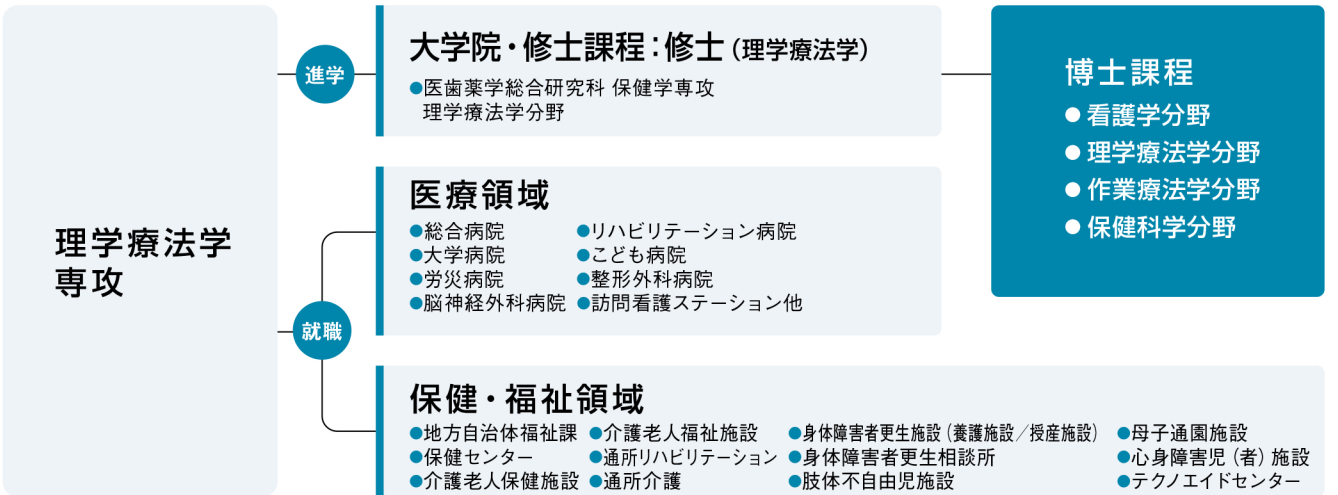 理学療法学
専攻
進学
大学院・修士課程：修士（理学療法学）
●医歯薬学総合研究科 保健学専攻
理学療法学分野
博士課程
●看護学分野
●理学療法学分野
●作業療法学分野
●保健科学分野
就職
医療領域
●総合病院 ●リハビリテーション病院
●大学病院 ●こども病院
●労災病院 ●整形外科病院
●脳神経外科病院 ●訪問看護ステーション他
保健・福祉領域
●地方自治体福祉課 ●介護老人福祉施設 ●身体障害者更生施設（養護施設／授産施設） ●母子通園施設
●保健センター ●通所リハビリテーション ●身体障害者更生相談所 ●心身障害児（者）施設
●介護老人保健施設 ●通所介護 ●肢体不自由児施設 ●テクノエイドセンター